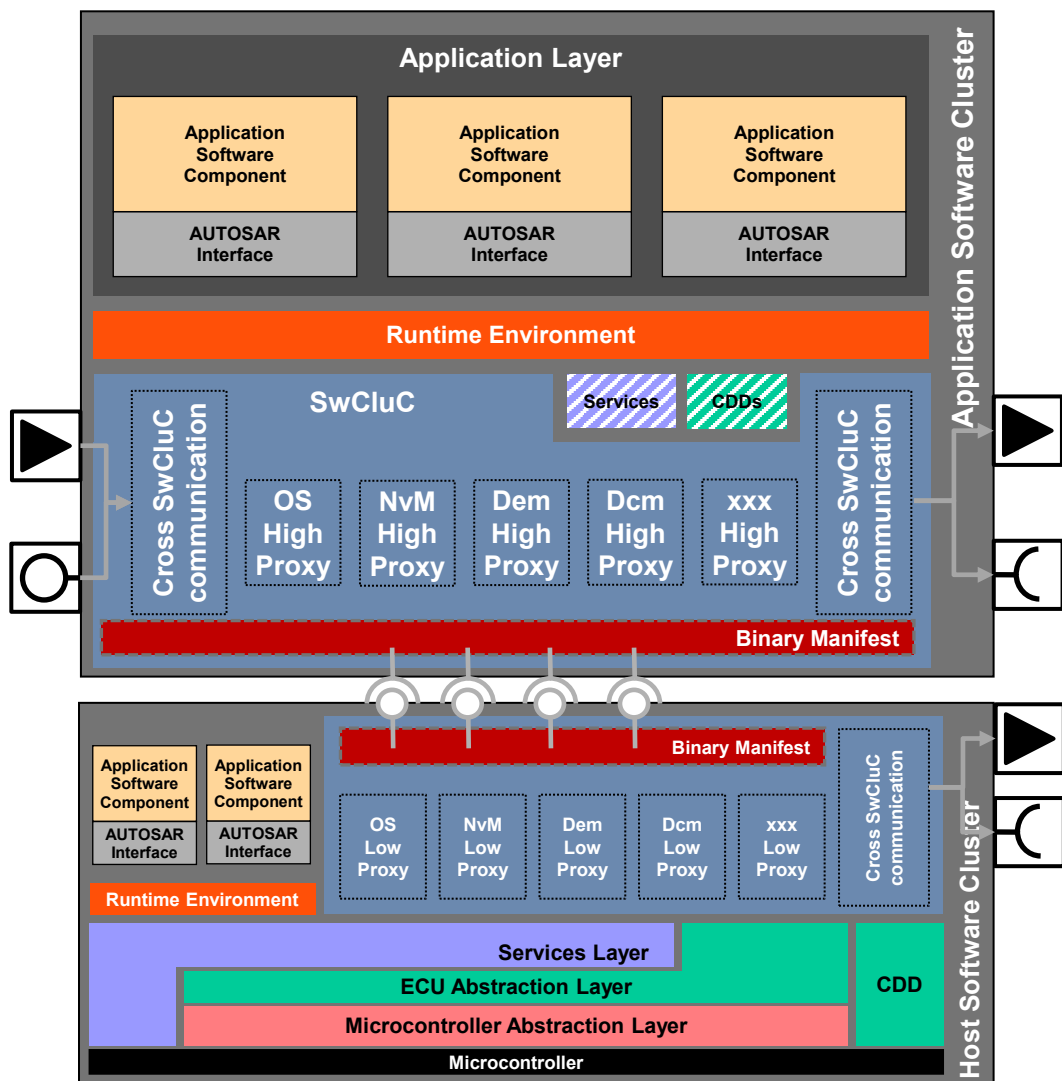 Application Layer
Application
Software
Component
AUTOSAR
Interface
Application
Software
Component
AUTOSAR
Interface
Application
Software
Component
AUTOSAR
Interface
Application Software Cluster
Runtime Environment
SwCluC
Services
CDDs
Cross SwCluC
communication
OS
High
Proxy
NvM
High
Proxy
Dem
High
Proxy
Dcm
High
Proxy
xxx
High
Proxy
Cross SwCluC
communication
Binary Manifest
Binary Manifest
Application
Software
Component
AUTOSAR
Interface
Application
Software
Component
AUTOSAR
Interface
OS
Low
Proxy
NvM
Low
Proxy
Dem
Low
Proxy
Dcm
Low
Proxy
xxx
Low
Proxy
Cross SwCluC
communication
Runtime Environment
Services Layer
ECU Abstraction Layer
CDD
Microcontroller Abstraction Layer
Microcontroller
Host Software Cluster